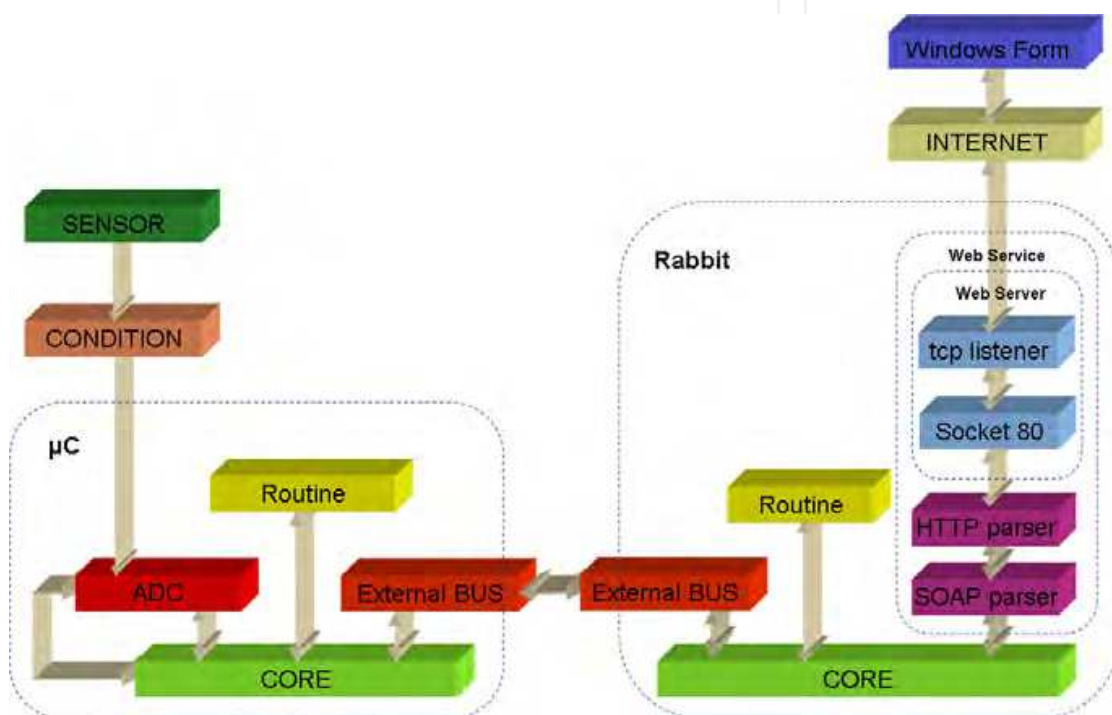 Windows Form
INTERNET
SENSOR
Rabbit
Web Service
Web Server
CONDITION
tcp listener
Socket 80
µC
Routine
Routine
HTTP parser
ADC
External BUS
External BUS
SOAP parser
CORE
CORE